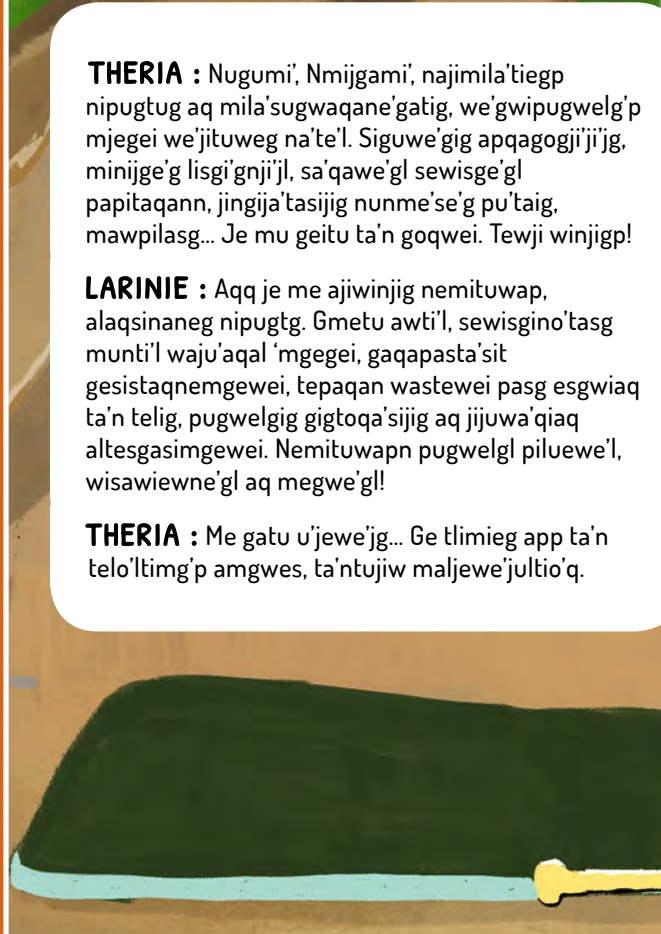 THERIA : Nugumi’, Nmijgami’, najimila’tiegp
nipugtug aq mila’sugwaqane’gatig, we’gwipugwelg’p
mjegei we’jituweg na’te’l. Siguwe’gig apqagogji’ji’jg,
minijge’g lisgi’gnji’jl, sa’qawe’gl sewisge’gl
papitaqann, jingija’tasijig nunme’se’g pu’taig,
mawpilasg... Je mu geitu ta’n goqwei. Tewji winjigp!
LARINIE : Aqq je me ajiwinjig nemituwap,
alaqsinaneg nipugtg. Gmetu awti’l, sewisgino’tasg
munti’l waju’aqal ‘mgegei, gaqapasta’sit
gesistaqnemgewei, tepaqan wastewei pasg esgwiaq
ta’n telig, pugwelgig gigtoqa’sijig aq jijuwa’qiaq
altesgasimgewei. Nemituwapn pugwelgl piluewe’l,
wisawiewne’gl aq megwe’gl!
THERIA : Me gatu u’jewe’jg... Ge tlimieg app ta’n
telo’ltimg’p amgwes, ta’ntujiw maljewe’jultio’q.